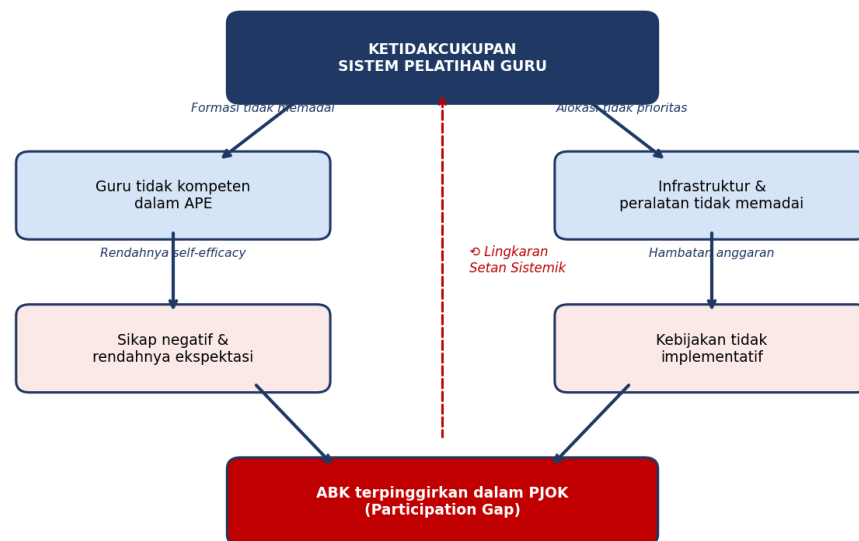 KETIDAKCUKUPAN
SISTEM PELATIHAN GURU
Formasi tidak memadai
Alokasi tidak prioritas
Guru tidak kompeten
dalam APE
Infrastruktur &
peralatan tidak memadai
Rendahnya self-efficacy
⟲ Lingkaran
Setan Sistemik
Hambatan anggaran
Sikap negatif &
rendahnya ekspektasi
Kebijakan tidak
implementatif
ABK terpinggirkan dalam PJOK
(Participation Gap)